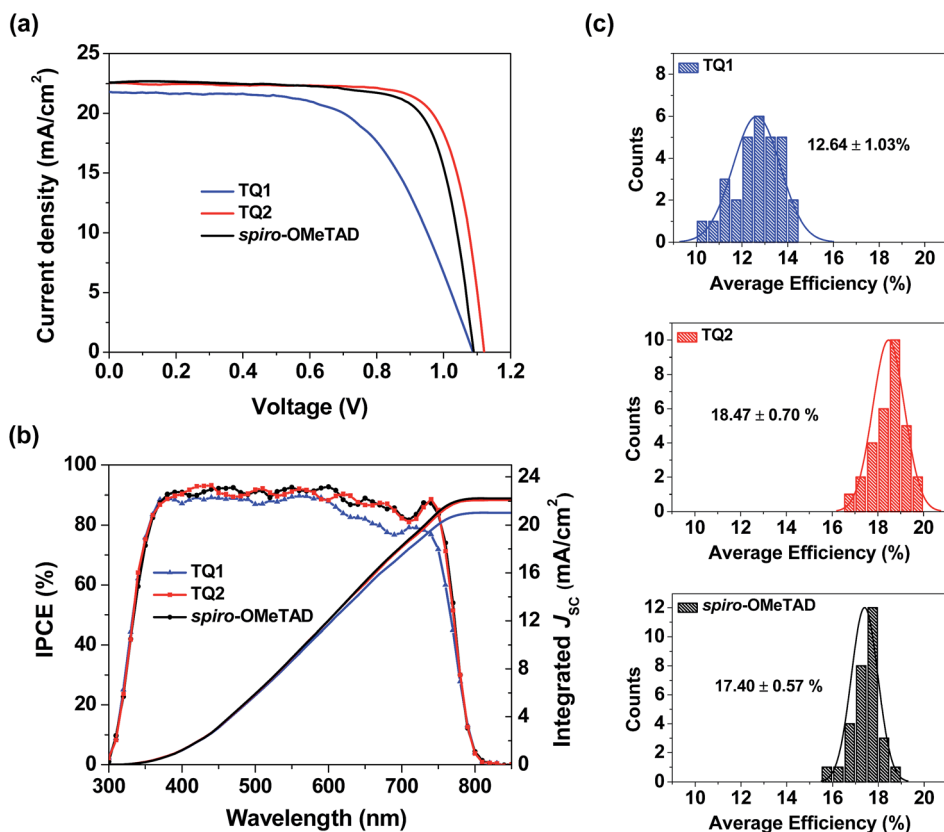 (a)
25
20
15
10
5
0
Current density (mA/cm²)
TQ1
TQ2
spiro-OMeTAD
0.0 0.2 0.4 0.6 0.8 1.0 1.2
Voltage (V)
(b)
100
80
60
40
20
0
IPCE (%)
TQ1
TQ2
spiro-OMeTAD
24
20
16
12
8
4
0
Integrated JSC (mA/cm²)
300 400 500 600 700 800
Wavelength (nm)
(c)
8
6
4
2
0
Counts
TQ1
12.64 ± 1.03%
10 12 14 16 18 20
Average Efficiency (%)
10
8
6
4
2
0
Counts
TQ2
18.47 ± 0.70 %
10 12 14 16 18 20
Average Efficiency (%)
12
10
8
6
4
2
0
Counts
spiro-OMeTAD
17.40 ± 0.57 %
10 12 14 16 18 20
Average Efficiency (%)